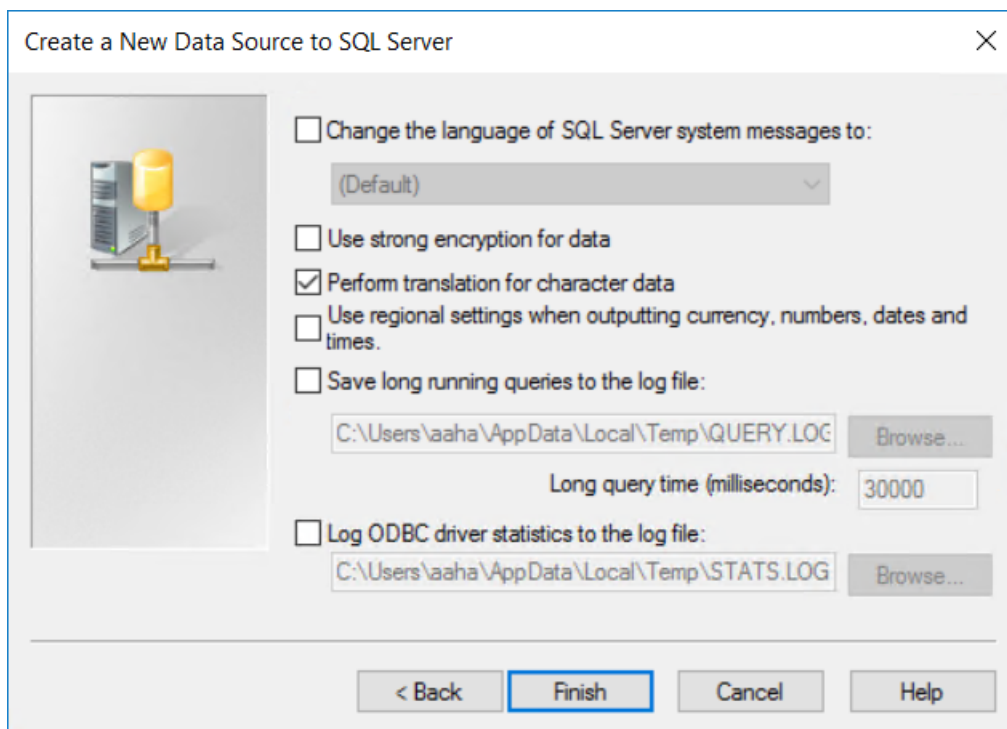 Create a New Data Source to SQL Server
Change the language of SQL Server system messages to:
(Default)
Use strong encryption for data
Perform translation for character data
Use regional settings when outputting currency, numbers, dates and
times.
Save long running queries to the log file:
C:\Users\aaha\AppData\Local\Temp\QUERY.LOG
Browse...
Long query time (milliseconds):
30000
Log ODBC driver statistics to the log file:
C:\Users\aaha\AppData\Local\Temp\STATS.LOG
Browse...
< Back
Finish
Cancel
Help